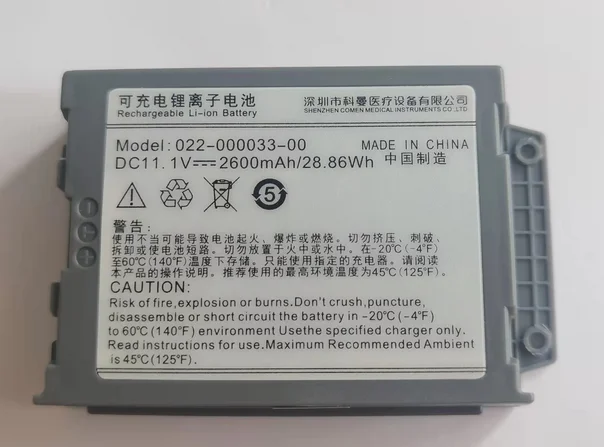 可充电锂离子电池
Rechargeable Li-ion Battery
深圳市科曼医疗设备有限公司
SHENZHEN COMEN MEDICAL INSTRUMENTS CO.,LTD
Model: 022-000033-00
MADE IN CHINA
DC11.1V⎓2600mAh/28.86Wh 中国制造
5
警告:
使用不当可能导致电池起火、爆炸或燃烧。切勿挤压、刺破、
拆卸或使电池短路。切勿放置于火中或水中。在-20℃(-4℉)
至60℃(140℉)温度下存储。只能使用指定的充电器。请阅读
本产品的操作说明。推荐使用的最高环境温度为45℃(125℉).
CAUTION:
Risk of fire,explosion or burns.Don't crush,puncture,
disassemble or short circuit the battery in -20℃(-4℉)
to 60℃(140℉) environment Usethe specified charger only.
Read instructions for use.Maximum Recommended Ambient
is 45℃(125℉).